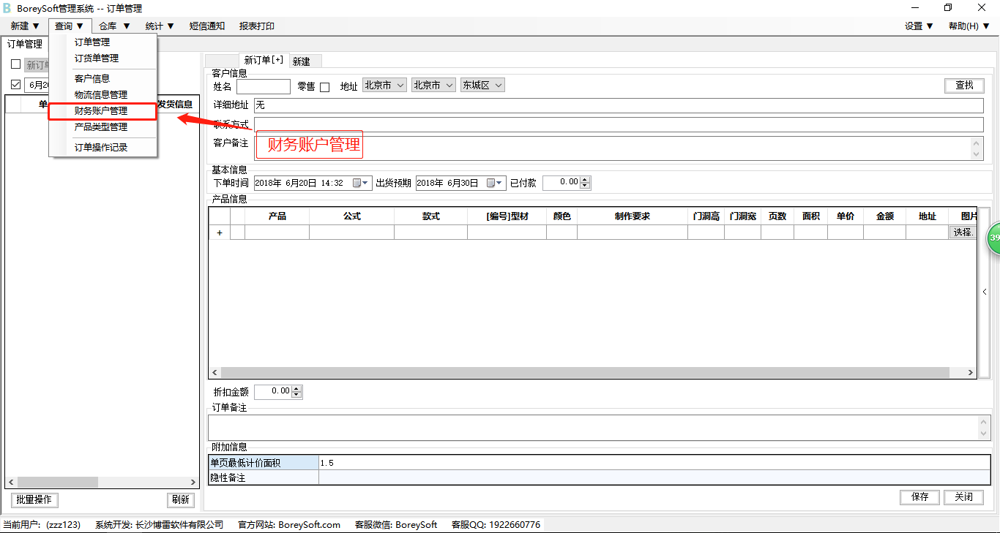 BoreySoft管理系统 -- 订单管理
新建 ▼ 查询 ▼ 仓库 ▼ 统计 ▼ 短信通知 报表打印 设置 ▼ 帮助(H) ▼
订单管理
订单管理
订货单管理
客户信息
物流信息管理
财务账户管理
产品类型管理
订单操作记录
新订单
6月20
单 发货信息
财务账户管理
新订单[+] 新建
客户信息
姓名 零售 地址 北京市 北京市 东城区 查找
详细地址 无
联系方式
客户备注
基本信息
下单时间 2018年 6月20日 14:32 出货预期 2018年 6月30日 已付款 0.00
产品信息
产品 公式 款式 [编号]型材 颜色 制作要求 门洞高 门洞宽 页数 面积 单价 金额 地址 图片
+ 选择.
39
折扣金额 0.00
订单备注
附加信息
单页最低计价面积 1.5
隐性备注
批量操作 刷新 保存 关闭
当前用户: (zzz123) 系统开发: 长沙博雷软件有限公司 官方网站: BoreySoft.com 客服微信: BoreySoft 客服QQ: 1922660776